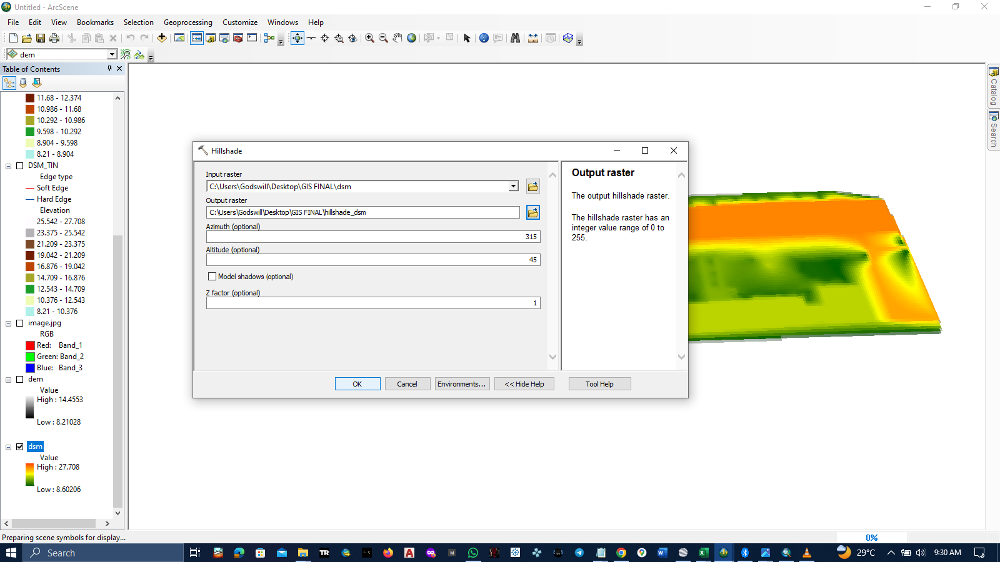 Untitled - ArcScene
File Edit View Bookmarks Selection Geoprocessing Customize Windows Help
dem
Table of Contents
11.68 - 12.374
10.986 - 11.68
10.292 - 10.986
9.598 - 10.292
8.904 - 9.598
8.21 - 8.904
DSM_TIN
Edge type
Soft Edge
Hard Edge
Elevation
25.542 - 27.708
23.375 - 25.542
21.209 - 23.375
19.042 - 21.209
16.876 - 19.042
14.709 - 16.876
12.543 - 14.709
10.376 - 12.543
8.21 - 10.376
image.jpg
RGB
Red: Band_1
Green: Band_2
Blue: Band_3
dem
Value
High : 14.4553
Low : 8.21028
dsm
Value
High : 27.708
Low : 8.60206
Hillshade
Input raster
C:\Users\Godswill\Desktop\GIS FINAL\dsm
Output raster
C:\Users\Godswill\Desktop\GIS FINAL\hillshade_dsm
Azimuth (optional)
315
Altitude (optional)
45
Model shadows (optional)
Z factor (optional)
1
OK Cancel Environments... << Hide Help Tool Help
Output raster
The output hillshade raster.
The hillshade raster has an
integer value range of 0 to
255.
Catalog
Search
Preparing scene symbols for display...
0%
Search
29°C
9:30 AM